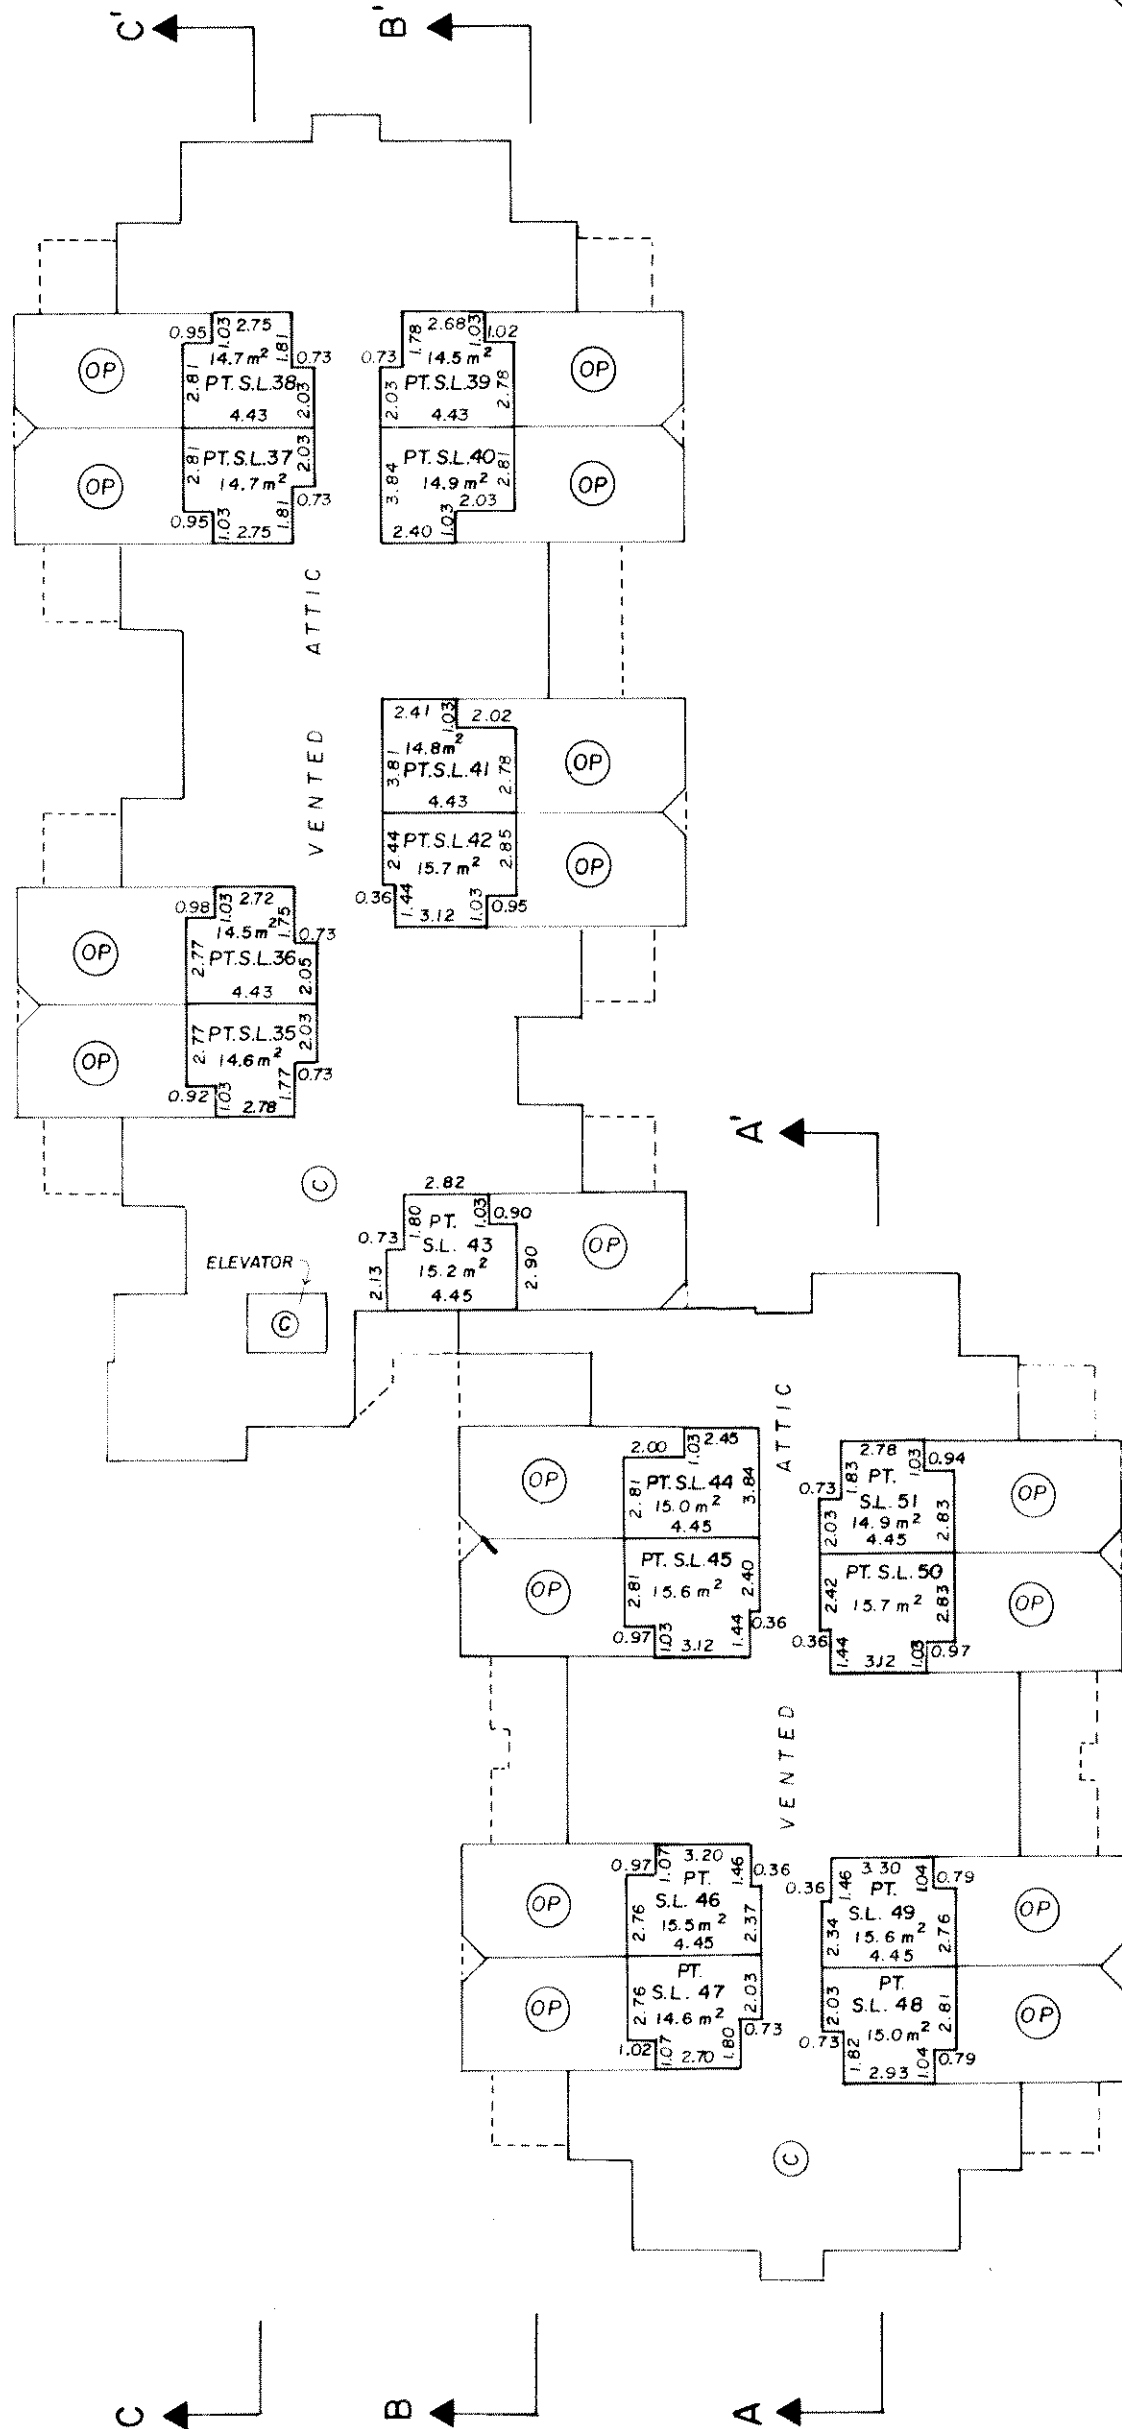 C'
B'
OP
0.95
1.03
2.75
14.7 m²
1.81
0.73
2.81
PT. S.L. 38
2.03
4.43
OP
2.81
PT. S.L. 37
2.03
14.7 m²
0.95
1.03
2.75
1.81
0.73
0.73
1.78
2.68
1.03
1.02
14.5 m²
2.03
PT. S.L. 39
2.78
4.43
OP
3.84
PT. S.L. 40
2.81
14.9 m²
2.03
2.40
1.03
OP
VENTED ATTIC
2.41
1.03
2.02
14.8 m²
3.81
PT. S.L. 41
2.78
4.43
OP
2.44
PT. S.L. 42
2.85
15.7 m²
0.36
1.44
3.12
1.03
0.95
OP
0.98
1.03
2.72
14.5 m²
1.75
0.73
OP
2.77
PT. S.L. 36
2.05
4.43
OP
2.77
PT. S.L. 35
2.03
14.6 m²
0.92
1.03
2.78
1.77
0.73
A'
C
ELEVATOR
C
2.82
0.73
1.80
PT.
1.03
0.90
S.L. 43
15.2 m²
2.13
4.45
2.90
OP
OP
2.00
1.03
2.45
2.81
PT. S.L. 44
3.84
15.0 m²
4.45
OP
PT. S.L. 45
2.81
15.6 m²
2.40
0.97
1.03
3.12
1.44
0.36
VENTED ATTIC
2.78
1.03
0.94
0.73
1.83
PT.
S.L. 51
2.03
14.9 m²
2.83
4.45
OP
PT. S.L. 50
2.42
15.7 m²
2.83
0.36
1.44
3.12
1.03
0.97
OP
0.97
1.07
3.20
1.46
0.36
PT.
S.L. 46
OP
2.76
15.5 m²
2.37
4.45
PT.
S.L. 47
OP
2.76
14.6 m²
2.03
1.02
1.07
2.70
1.80
0.73
0.36
1.46
3.30
1.04
0.79
PT.
S.L. 49
2.34
15.6 m²
2.76
4.45
OP
PT.
S.L. 48
2.03
15.0 m²
2.81
0.73
1.82
2.93
1.04
0.79
OP
C
C
B
A